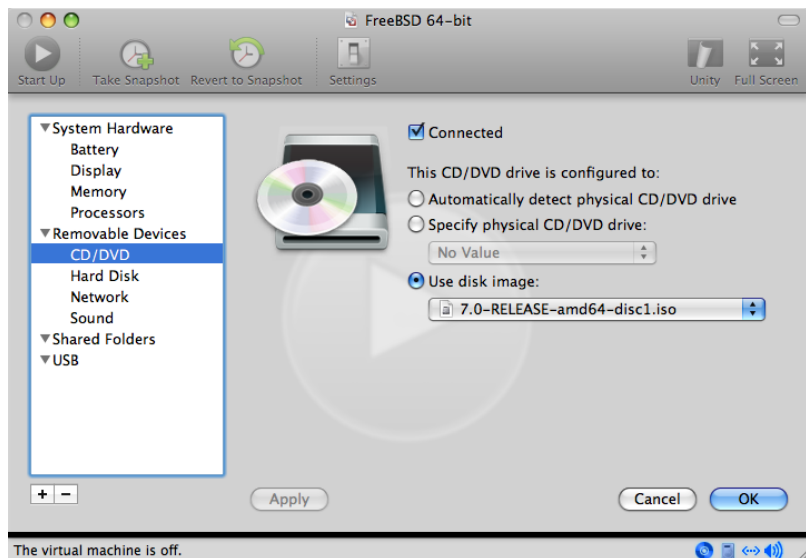 FreeBSD 64-bit
Start Up
Take Snapshot
Revert to Snapshot
Settings
Unity
Full Screen
System Hardware
Battery
Display
Memory
Processors
Removable Devices
CD/DVD
Hard Disk
Network
Sound
Shared Folders
USB
Connected
This CD/DVD drive is configured to:
Automatically detect physical CD/DVD drive
Specify physical CD/DVD drive:
No Value
Use disk image:
7.0-RELEASE-amd64-disc1.iso
+ −
Apply
Cancel
OK
The virtual machine is off.